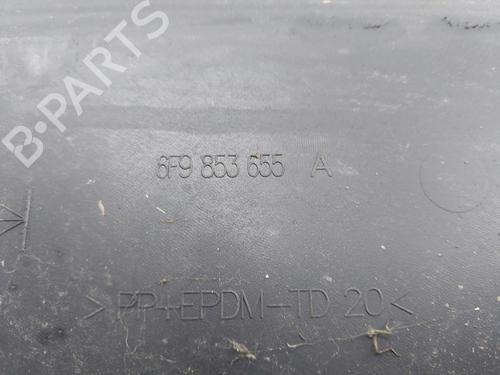 B-PARTS
6F9 853 655 A
>PP+EPDM-TD 20<